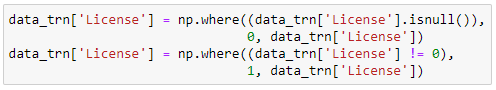 data_trn['License'] = np.where((data_trn['License'].isnull()),
0, data_trn['License'])
data_trn['License'] = np.where((data_trn['License'] != 0),
1, data_trn['License'])